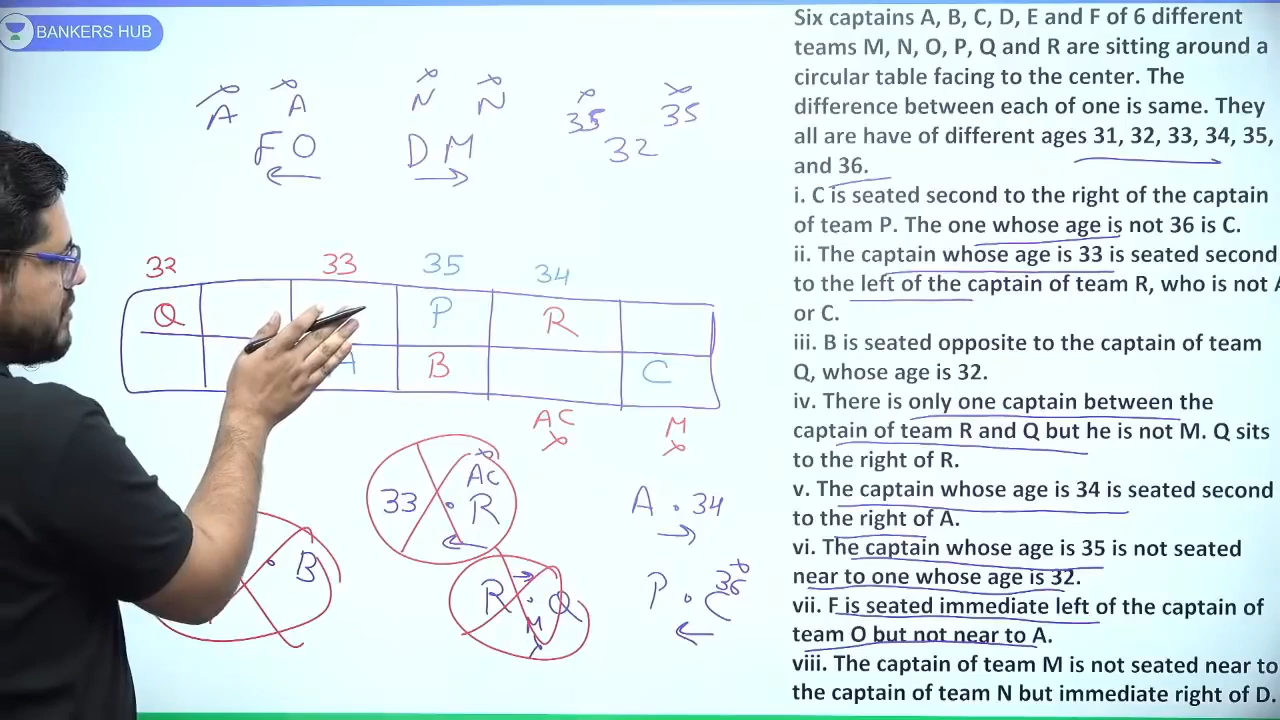 BANKERS HUB
Six captains A, B, C, D, E and F of 6 different
teams M, N, O, P, Q and R are sitting around a
circular table facing to the center. The
difference between each of one is same. They
all are have of different ages 31, 32, 33, 34, 35,
and 36.
i. C is seated second to the right of the captain
of team P. The one whose age is not 36 is C.
ii. The captain whose age is 33 is seated second
to the left of the captain of team R, who is not A
or C.
iii. B is seated opposite to the captain of team
Q, whose age is 32.
iv. There is only one captain between the
captain of team R and Q but he is not M. Q sits
to the right of R.
v. The captain whose age is 34 is seated second
to the right of A.
vi. The captain whose age is 35 is not seated
near to one whose age is 32.
vii. F is seated immediate left of the captain of
team O but not near to A.
viii. The captain of team M is not seated near to
the captain of team N but immediate right of D.
A A N N 35 35
F O D M 32
32 33 35 34
Q P R
A B C
AC M
AC
33 R
A . 34
B
R Q
M
P . C 36